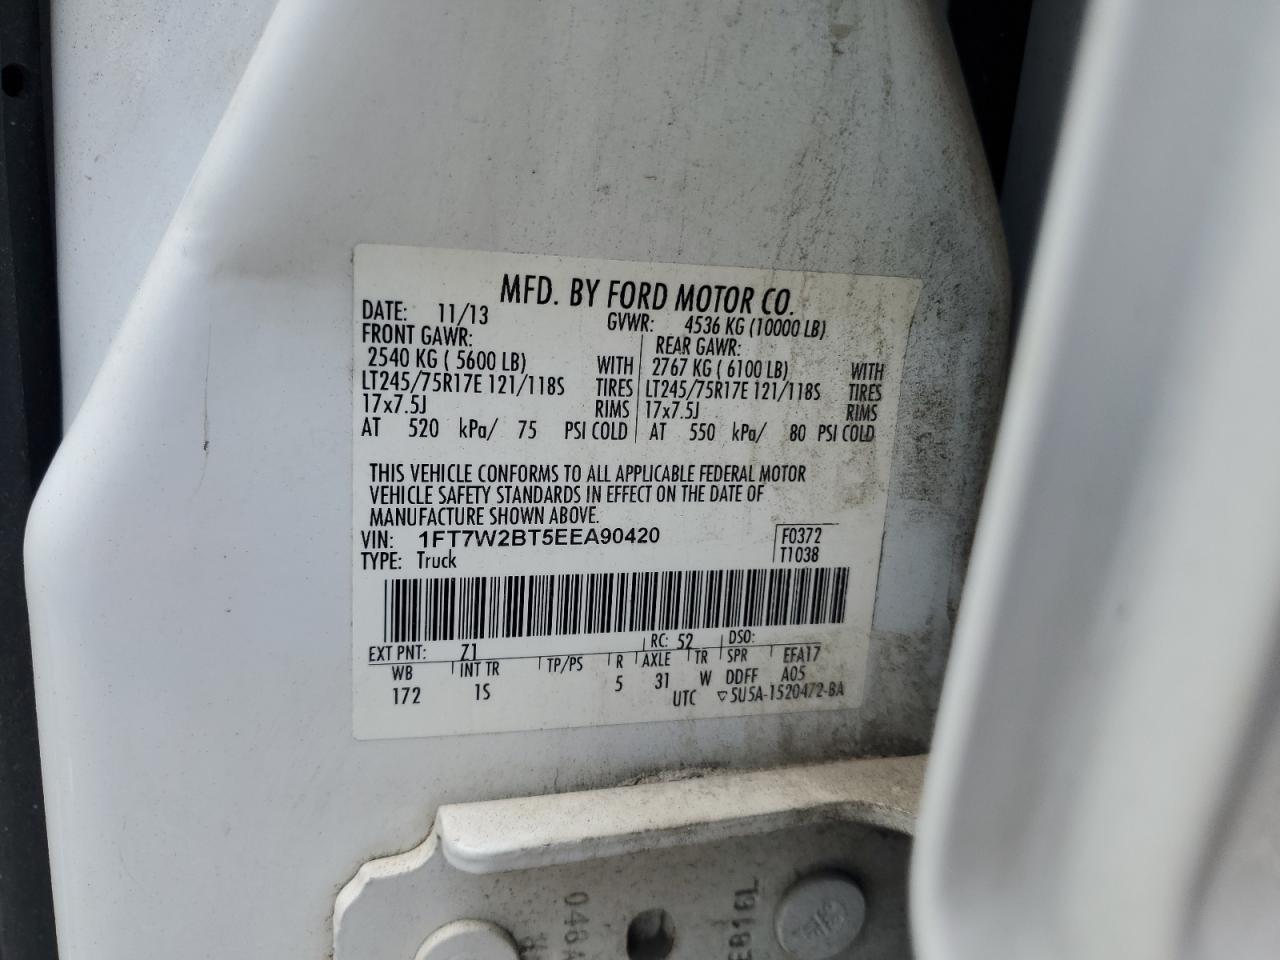 MFD. BY FORD MOTOR CO.
DATE: 11/13 GVWR: 4536 KG (10000 LB)
FRONT GAWR: REAR GAWR:
2540 KG ( 5600 LB) WITH 2767 KG ( 6100 LB) WITH
LT245/75R17E 121/118S TIRES LT245/75R17E 121/118S TIRES
17x7.5J RIMS 17x7.5J RIMS
AT 520 kPa/ 75 PSI COLD AT 550 kPa/ 80 PSI COLD
THIS VEHICLE CONFORMS TO ALL APPLICABLE FEDERAL MOTOR
VEHICLE SAFETY STANDARDS IN EFFECT ON THE DATE OF
MANUFACTURE SHOWN ABOVE.
VIN: 1FT7W2BT5EEA90420 F0372
TYPE: Truck T1038
EXT PNT: Z1 RC: 52 DSO:
WB INT TR TP/PS R AXLE TR SPR EFA17
172 1S 5 31 W DDFF A05
UTC ▽5U5A-1520472-BA